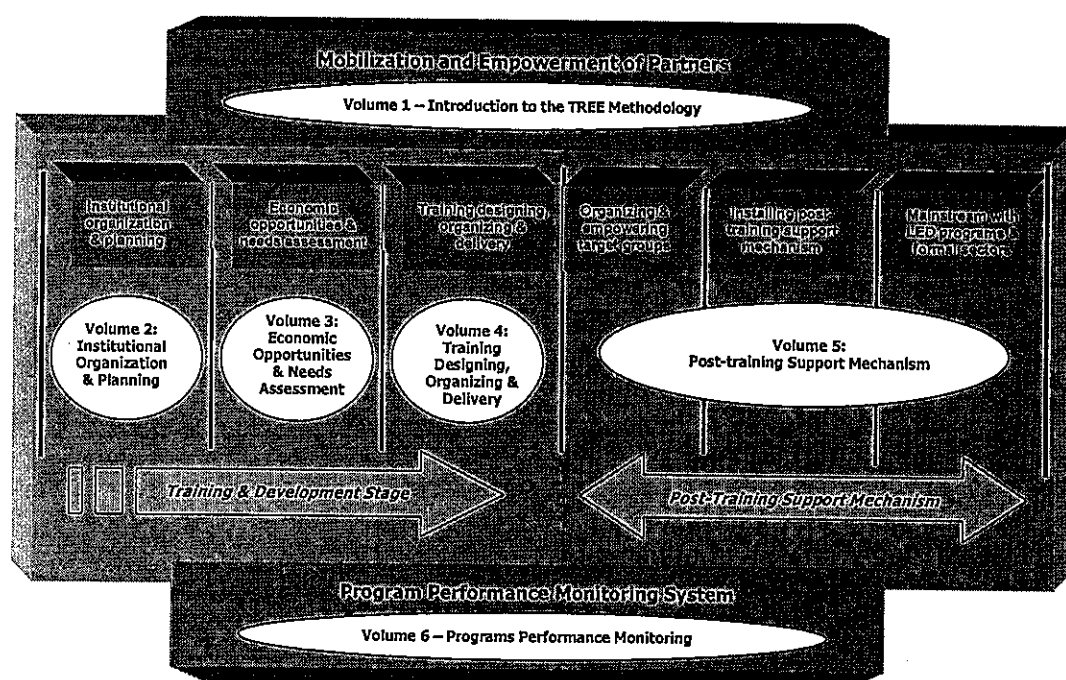 Mobilization and Empowerment of Partners
Volume 1 – Introduction to the TREE Methodology
Institutional
organization
& planning
Economic
opportunities &
needs assessment
Training designing,
organizing &
delivery
Organizing &
empowering
target groups
Installing post-
training support
mechanism
Mainstream with
LED programs &
formal sectors
Volume 2:
Institutional
Organization
& Planning
Volume 3:
Economic
Opportunities
& Needs
Assessment
Volume 4:
Training
Designing,
Organizing &
Delivery
Volume 5:
Post-training Support Mechanism
Training & Development Stage
Post-Training Support Mechanism
Program Performance Monitoring System
Volume 6 – Programs Performance Monitoring